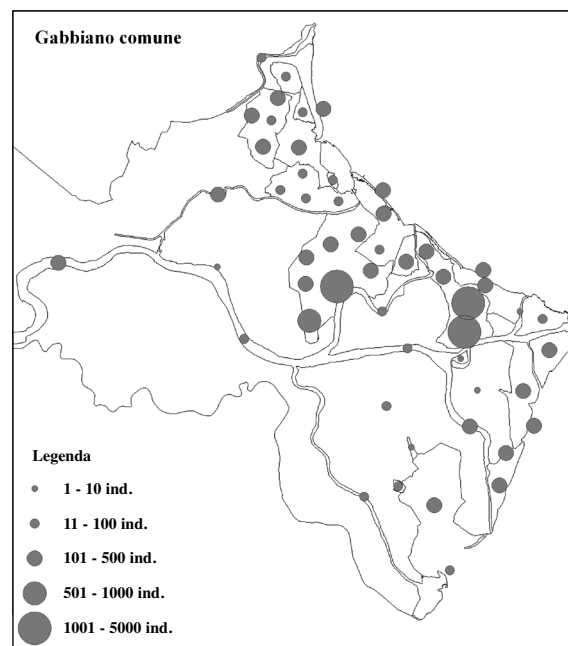 Gabbiano comune
Legenda
1 - 10 ind.
11 - 100 ind.
101 - 500 ind.
501 - 1000 ind.
1001 - 5000 ind.